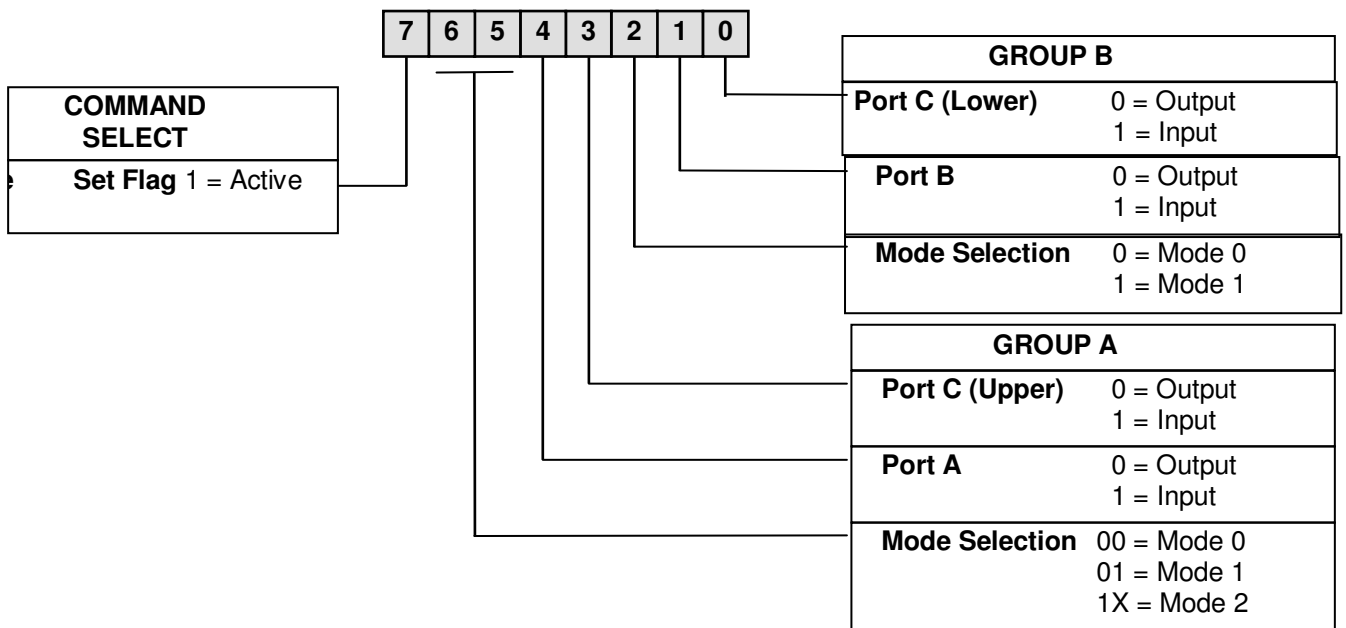 7 6 5 4 3 2 1 0
COMMAND
SELECT
Set Flag 1 = Active
GROUP B
Port C (Lower) 0 = Output
1 = Input
Port B 0 = Output
1 = Input
Mode Selection 0 = Mode 0
1 = Mode 1
GROUP A
Port C (Upper) 0 = Output
1 = Input
Port A 0 = Output
1 = Input
Mode Selection 00 = Mode 0
01 = Mode 1
1X = Mode 2